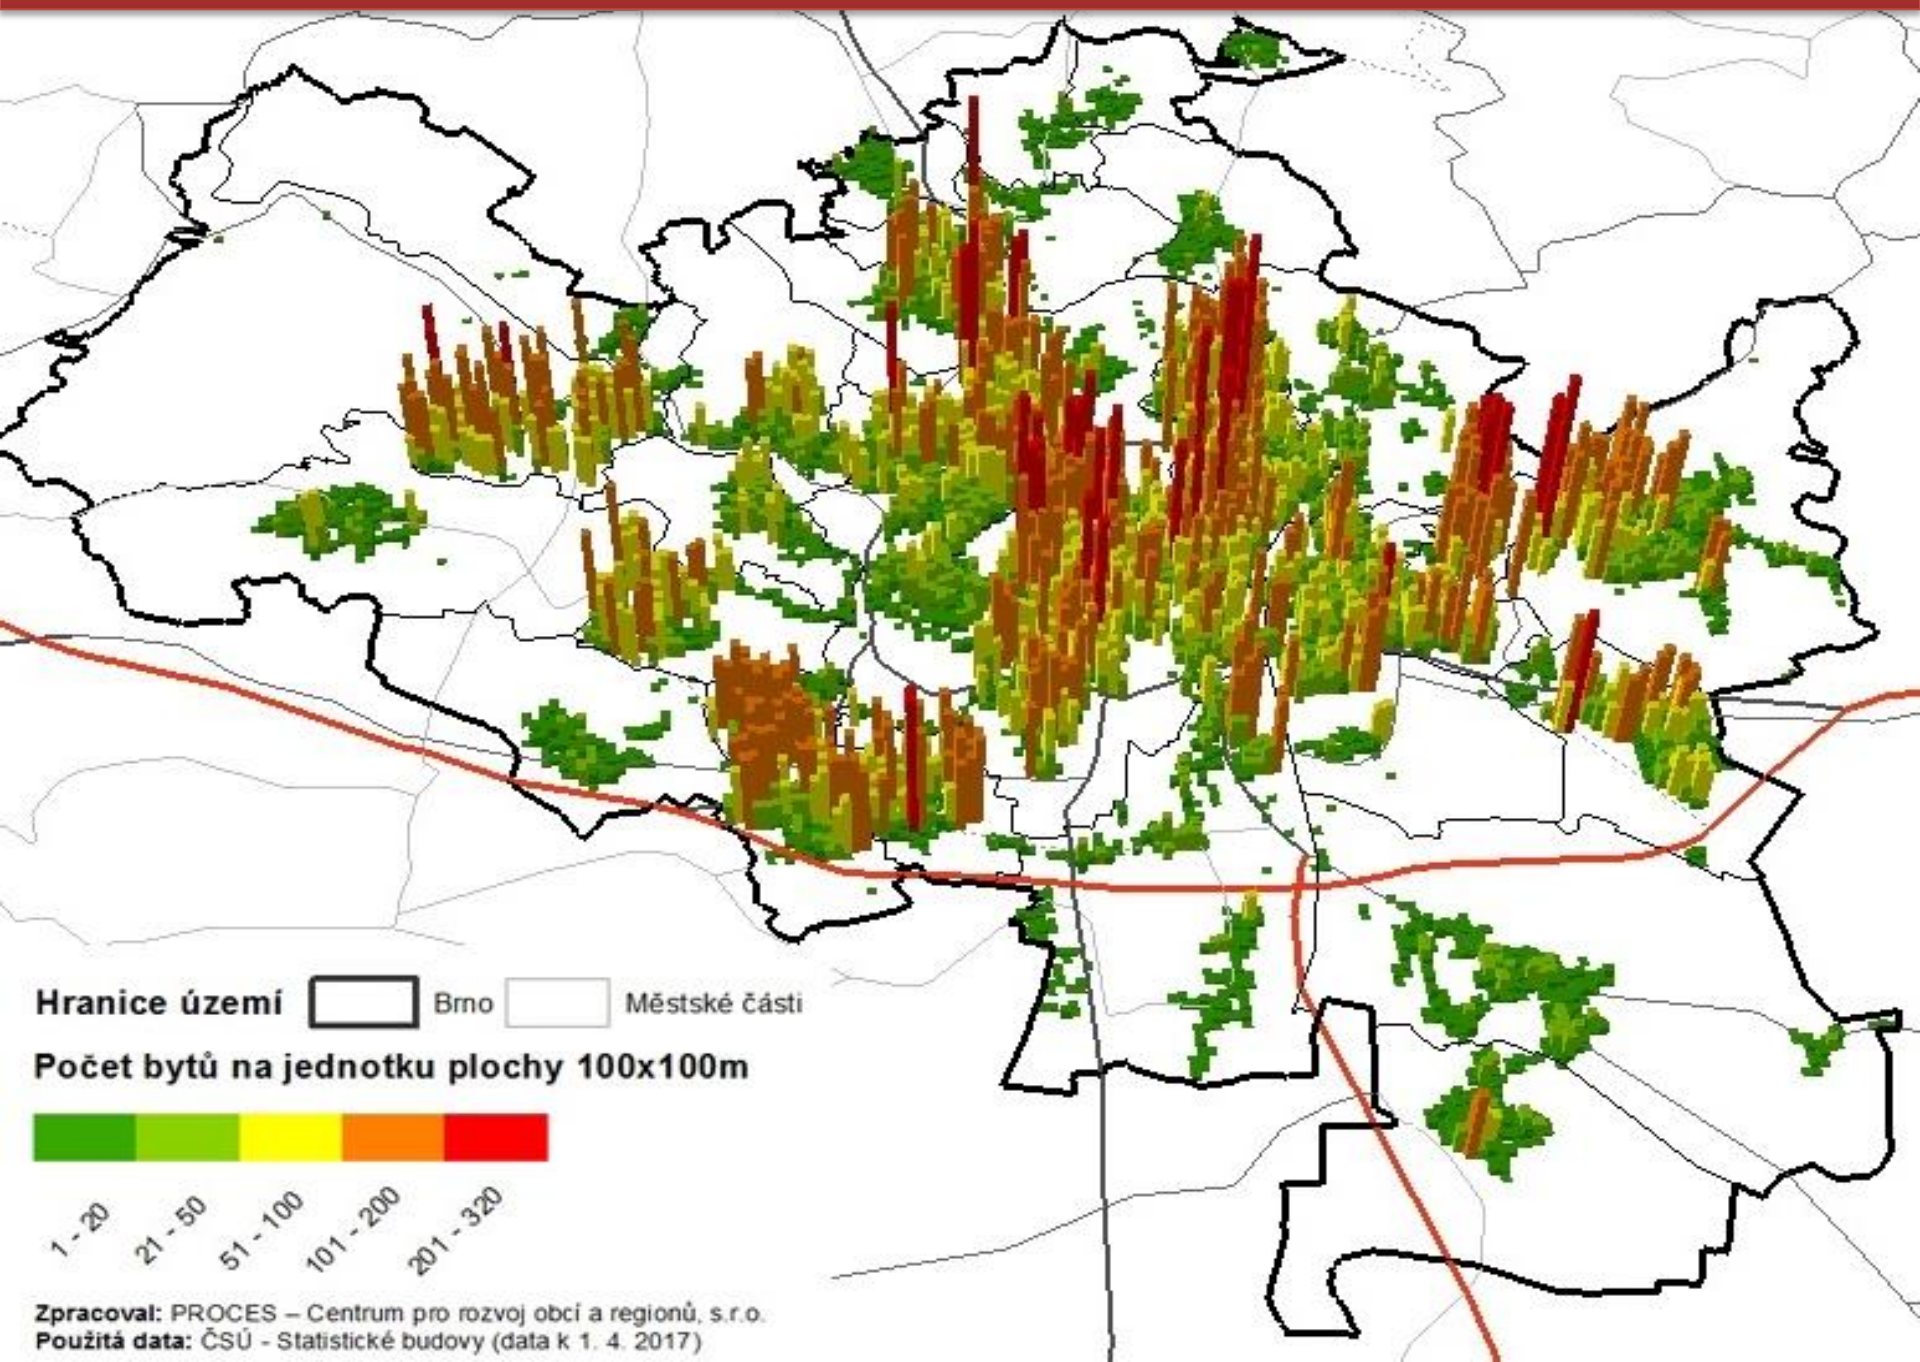 Hranice území Brno Městské části
Počet bytů na jednotku plochy 100x100m
1 - 20 21 - 50 51 - 100 101 - 200 201 - 320
Zpracoval: PROCES – Centrum pro rozvoj obcí a regionů, s.r.o.
Použitá data: ČSÚ - Statistické budovy (data k 1. 4. 2017)